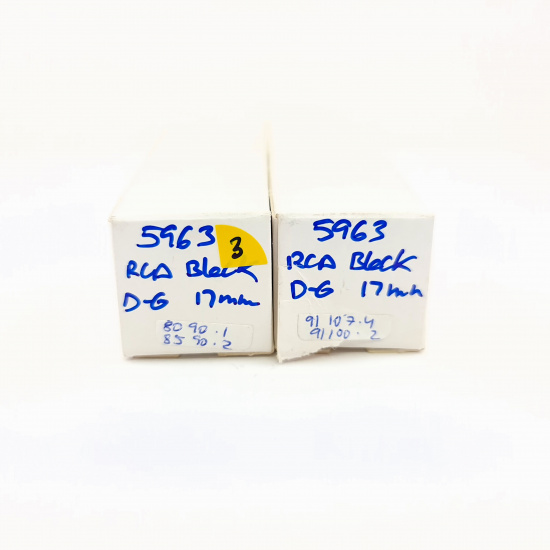 5963
3
RCA Black
D-G 17mm
80 90.1
85 90.2
5963
RCA Black
D-G 17mm
91 107.4
91 100.2